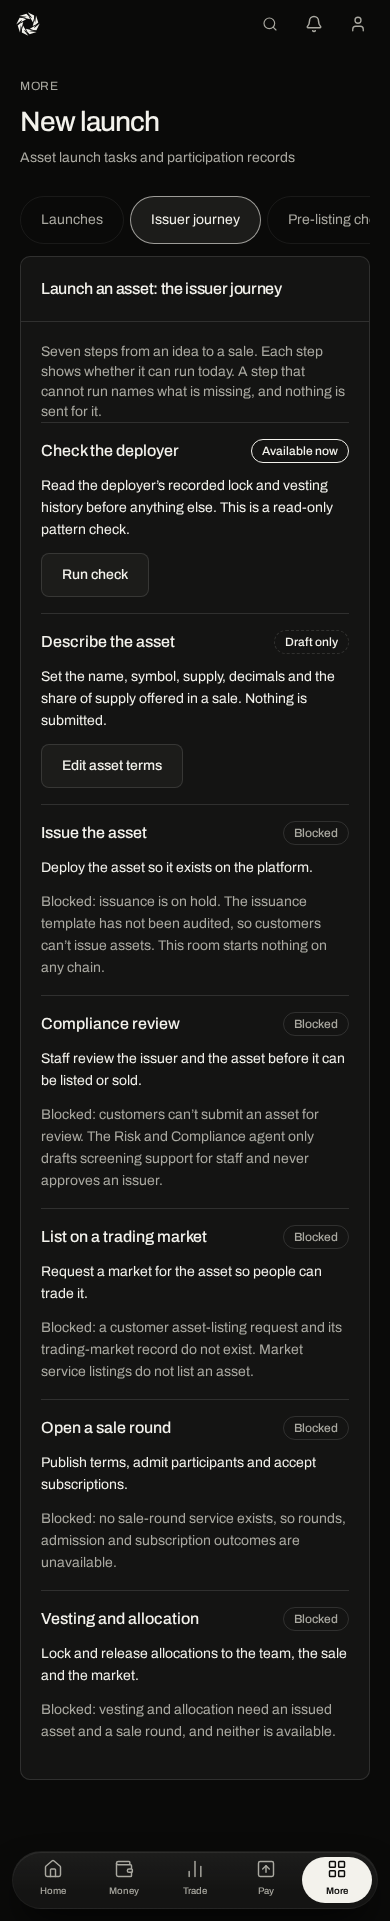 MORE
New launch
Asset launch tasks and participation records
Launches
Issuer journey
Pre-listing ch
Launch an asset: the issuer journey
Seven steps from an idea to a sale. Each step
shows whether it can run today. A step that
cannot run names what is missing, and nothing is
sent for it.
Check the deployer
Available now
Read the deployer’s recorded lock and vesting
history before anything else. This is a read-only
pattern check.
Run check
Describe the asset
Draft only
Set the name, symbol, supply, decimals and the
share of supply offered in a sale. Nothing is
submitted.
Edit asset terms
Issue the asset
Blocked
Deploy the asset so it exists on the platform.
Blocked: issuance is on hold. The issuance
template has not been audited, so customers
can’t issue assets. This room starts nothing on
any chain.
Compliance review
Blocked
Staff review the issuer and the asset before it can
be listed or sold.
Blocked: customers can’t submit an asset for
review. The Risk and Compliance agent only
drafts screening support for staff and never
approves an issuer.
List on a trading market
Blocked
Request a market for the asset so people can
trade it.
Blocked: a customer asset-listing request and its
trading-market record do not exist. Market
service listings do not list an asset.
Open a sale round
Blocked
Publish terms, admit participants and accept
subscriptions.
Blocked: no sale-round service exists, so rounds,
admission and subscription outcomes are
unavailable.
Vesting and allocation
Blocked
Lock and release allocations to the team, the sale
and the market.
Blocked: vesting and allocation need an issued
asset and a sale round, and neither is available.
Home
Money
Trade
Pay
More